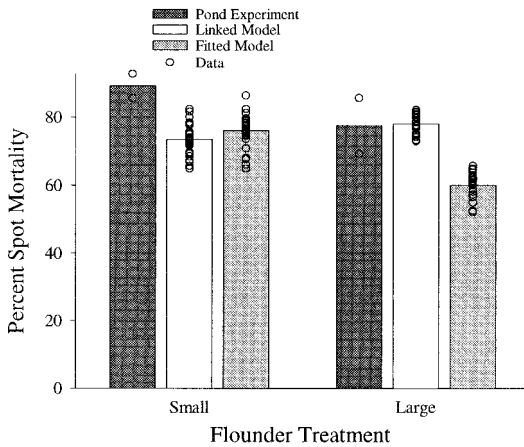 Pond Experiment
Linked Model
Fitted Model
Data
Percent Spot Mortality
80
60
40
20
0
Small
Large
Flounder Treatment